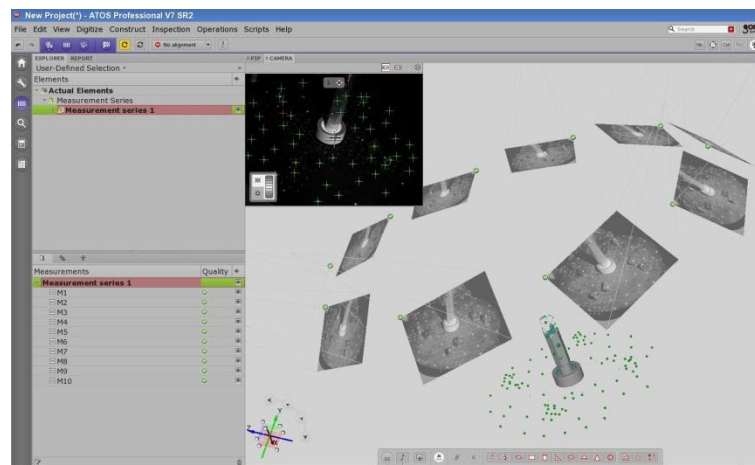 New Project(*) - ATOS Professional V7 SR2
File Edit View Digitize Construct Inspection Operations Scripts Help
Search
No alignment
EXPLORER REPORT
PIP CAMERA
User-Defined Selection
Elements
Actual Elements
Measurement Series
Measurement series 1
Measurements Quality
Measurement series 1
M1
M2
M3
M4
M5
M6
M7
M8
M9
M10
Y
Z
X